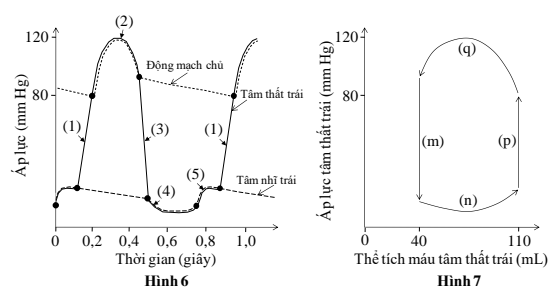 120
80
Áp lực (mm Hg)
(2)
Động mạch chủ
Tâm thất trái
(1)
(3)
(1)
(4)
(5)
Tâm nhĩ trái
0
0,2
0,4
0,6
0,8
1,0
Thời gian (giây)
Hình 6
120
80
Áp lực tâm thất trái (mm Hg)
(q)
(m)
(p)
(n)
0
40
110
Thể tích máu tâm thất trái (mL)
Hình 7